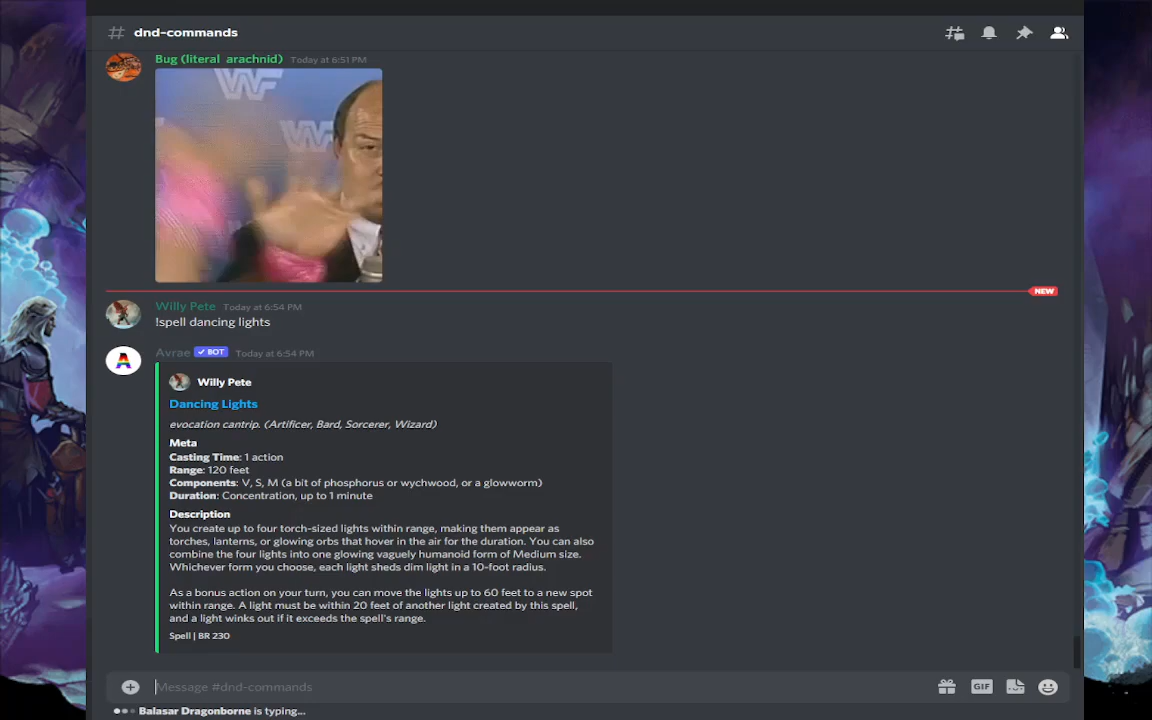 dnd-commands
Bug (literal arachnid) Today at 6:51 PM
WF
WF
NEW
Willy Pete Today at 6:54 PM
!spell dancing lights
A
Avrae BOT Today at 6:54 PM
Willy Pete
Dancing Lights
evocation cantrip. (Artificer, Bard, Sorcerer, Wizard)
Meta
Casting Time: 1 action
Range: 120 feet
Components: V, S, M (a bit of phosphorus or wychwood, or a glowworm)
Duration: Concentration, up to 1 minute
Description
You create up to four torch-sized lights within range, making them appear as
torches, lanterns, or glowing orbs that hover in the air for the duration. You can also
combine the four lights into one glowing vaguely humanoid form of Medium size.
Whichever form you choose, each light sheds dim light in a 10-foot radius.
As a bonus action on your turn, you can move the lights up to 60 feet to a new spot
within range. A light must be within 20 feet of another light created by this spell,
and a light winks out if it exceeds the spell's range.
Spell | BR 230
Message #dnd-commands
GIF
Balasar Dragonborne is typing...